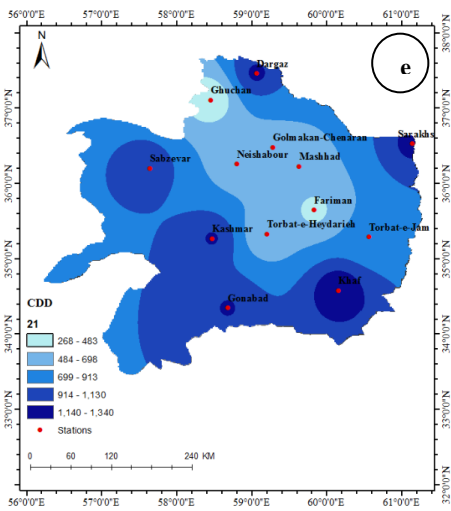 56°0'0"E 57°0'0"E 58°0'0"E 59°0'0"E 60°0'0"E 61°0'0"E
N
e
38°0'0"N
37°0'0"N 37°0'0"N
36°0'0"N 36°0'0"N
35°0'0"N 35°0'0"N
34°0'0"N 34°0'0"N
33°0'0"N 33°0'0"N
32°0'0"N
Dargaz
Ghuchan
Golmakan-Chenaran
Sarakhs
Sabzevar
Neishabour
Mashhad
Fariman
Kashmar
Torbat-e-Heydarieh
Torbat-e-Jam
Khaf
Gonabad
CDD
21
268 - 483
484 - 698
699 - 913
914 - 1,130
1,140 - 1,340
Stations
0 60 120 240 KM
56°0'0"E 57°0'0"E 58°0'0"E 59°0'0"E 60°0'0"E 61°0'0"E